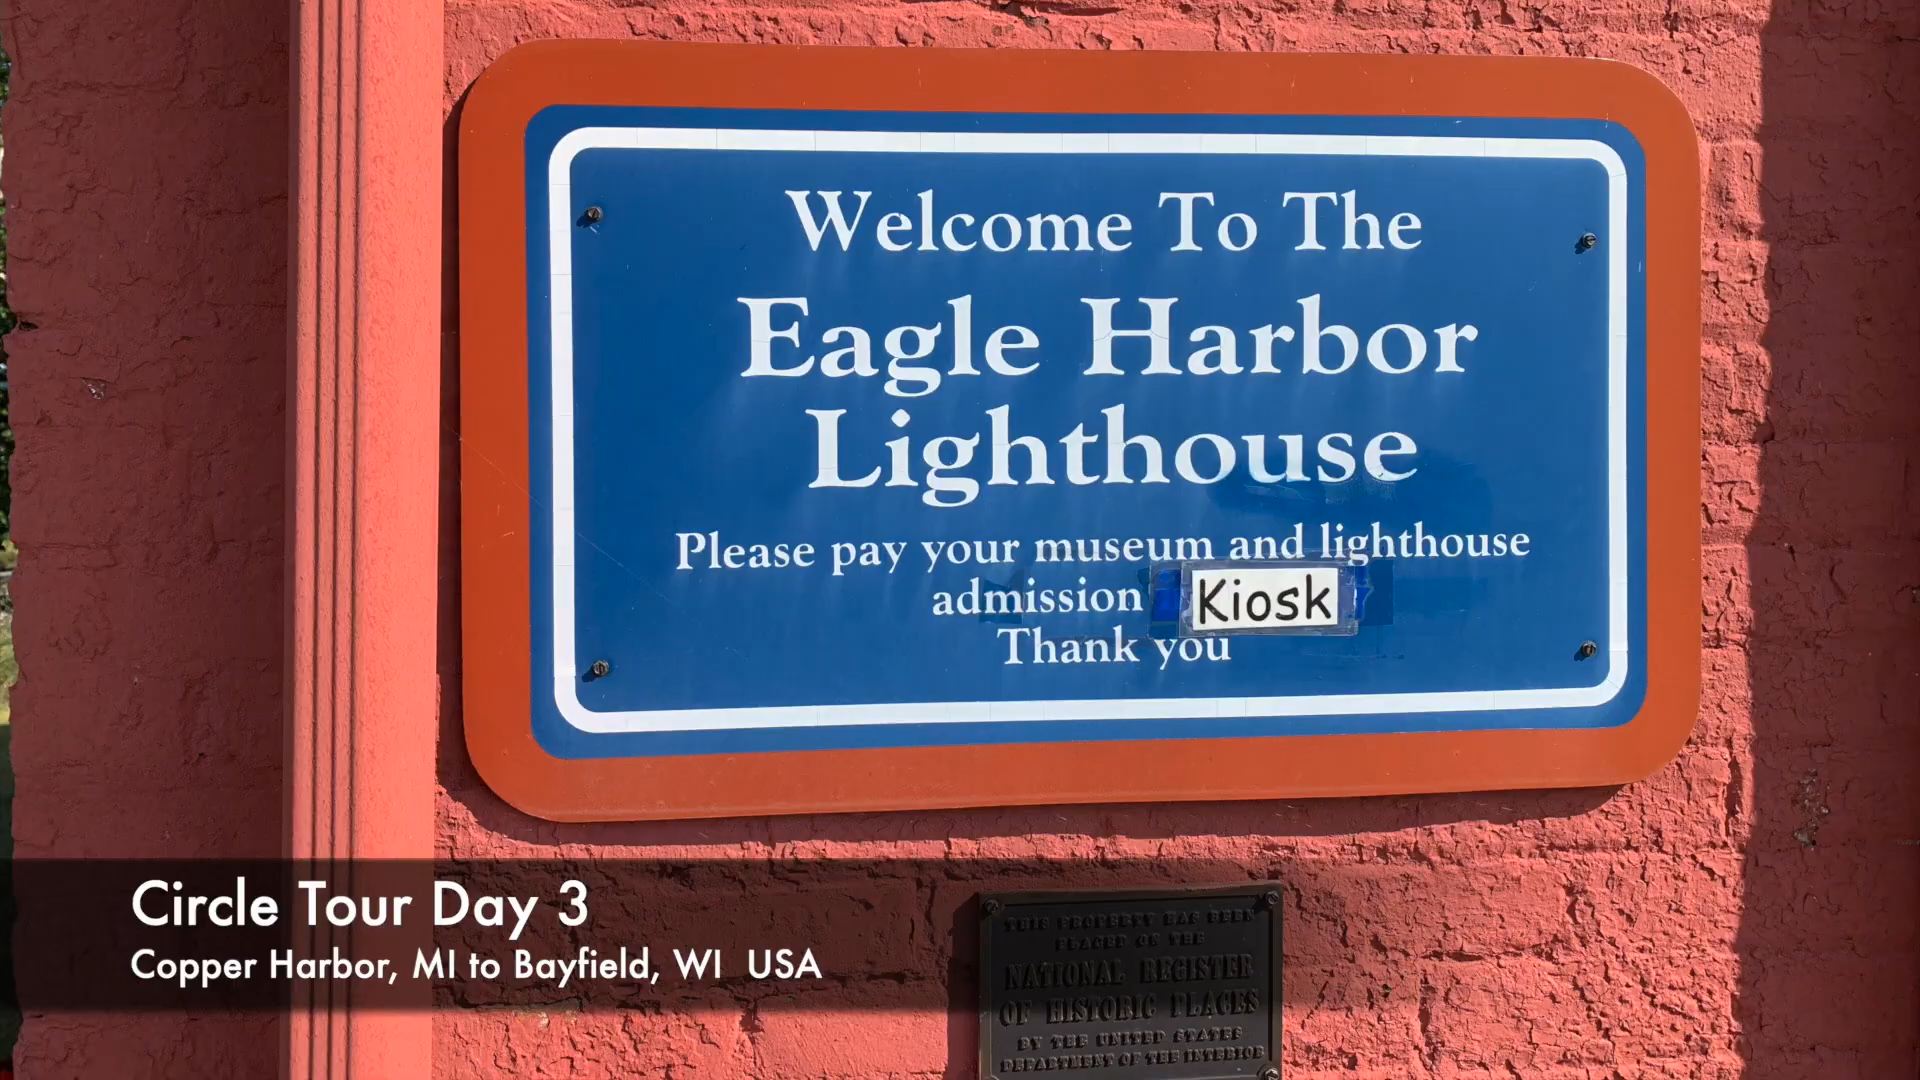 Welcome To The
Eagle Harbor
Lighthouse
Please pay your museum and lighthouse
admission Kiosk
Thank you
Circle Tour Day 3
Copper Harbor, MI to Bayfield, WI USA
THIS PROPERTY HAS BEEN
PLACED ON THE
NATIONAL REGISTER
OF HISTORIC PLACES
BY THE UNITED STATES
DEPARTMENT OF THE INTERIOR